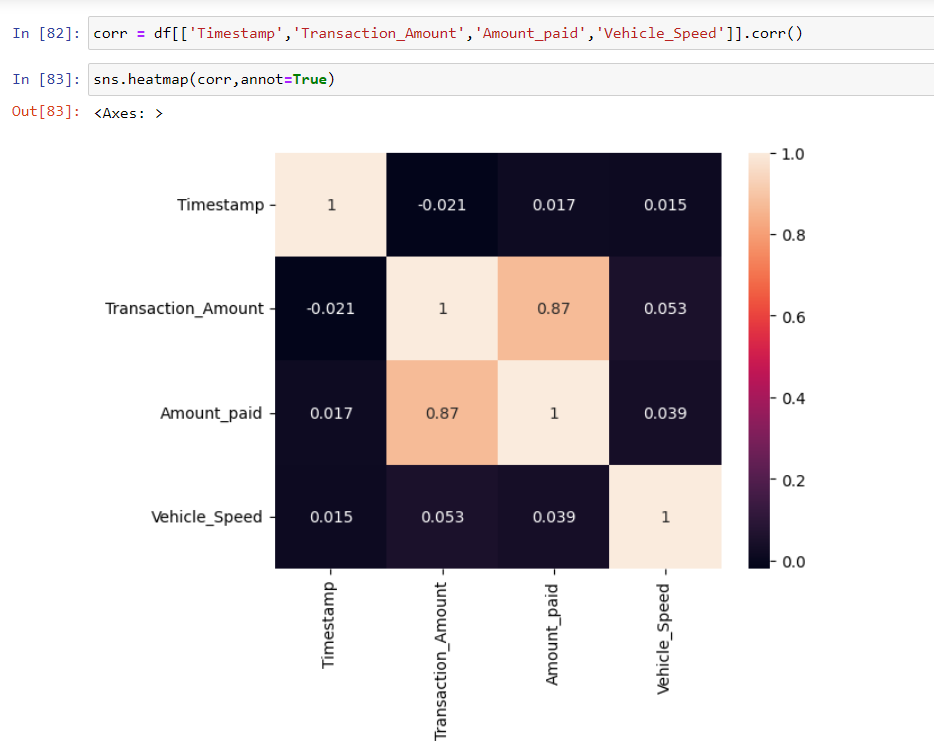 In [82]: corr = df[['Timestamp','Transaction_Amount','Amount_paid','Vehicle_Speed']].corr()
In [83]: sns.heatmap(corr,annot=True)
Out[83]: <Axes: >
Timestamp 1 -0.021 0.017 0.015
Transaction_Amount -0.021 1 0.87 0.053
Amount_paid 0.017 0.87 1 0.039
Vehicle_Speed 0.015 0.053 0.039 1
Timestamp
Transaction_Amount
Amount_paid
Vehicle_Speed
1.0
0.8
0.6
0.4
0.2
0.0